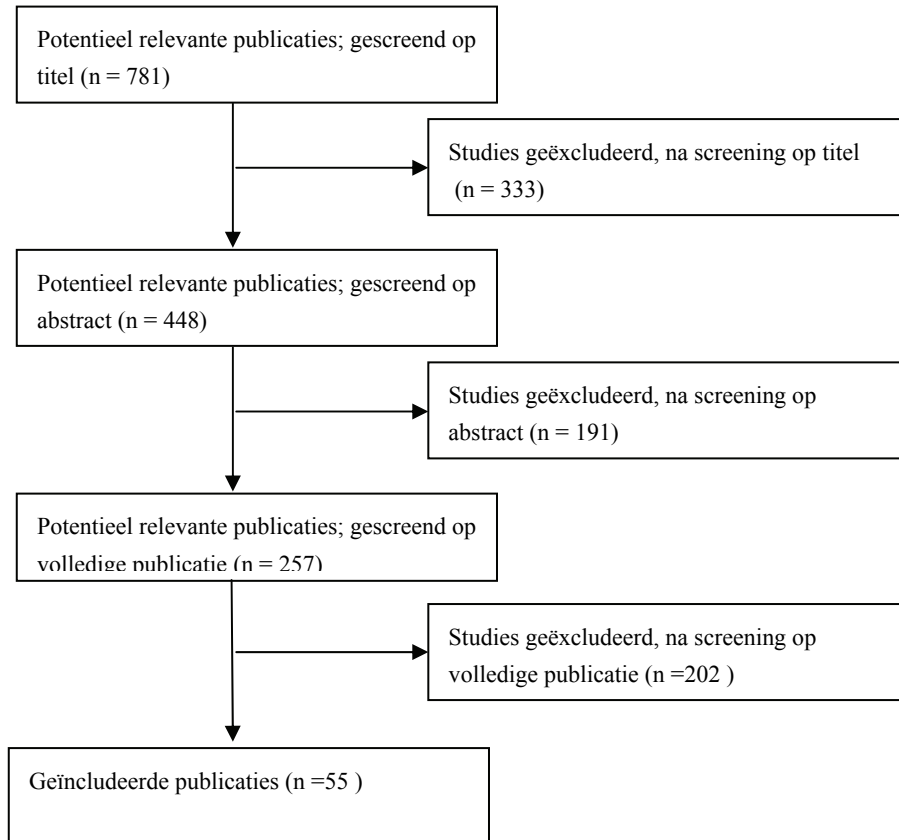 Potentieel relevante publicaties; gescreend op
titel (n = 781)
Studies geëxcludeerd, na screening op titel
(n = 333)
Potentieel relevante publicaties; gescreend op
abstract (n = 448)
Studies geëxcludeerd, na screening op
abstract (n = 191)
Potentieel relevante publicaties; gescreend op
volledige publicatie (n = 257)
Studies geëxcludeerd, na screening op
volledige publicatie (n =202 )
Geïncludeerde publicaties (n =55 )